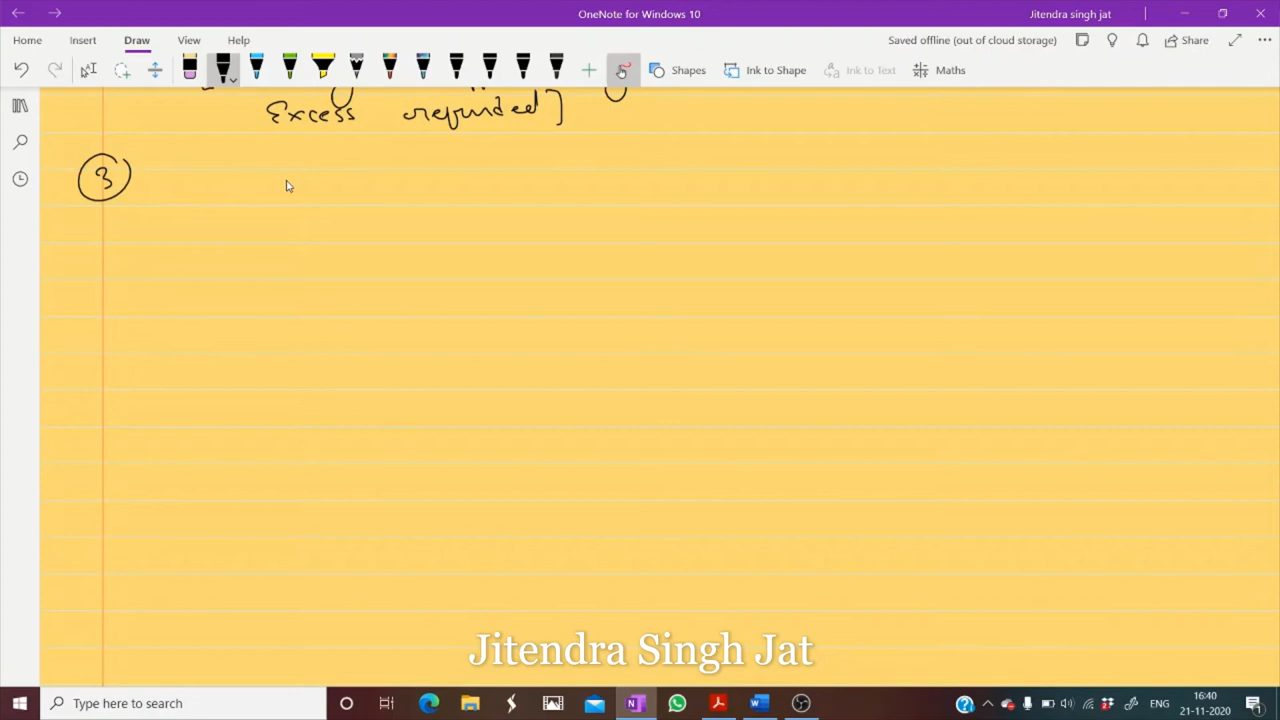 OneNote for Windows 10
Jitendra singh jat
Home Insert Draw View Help
Saved offline (out of cloud storage) Share
Shapes Ink to Shape Ink to Text Maths
Excess refunded]
3
Jitendra Singh Jat
Type here to search
ENG
16:40
21-11-2020